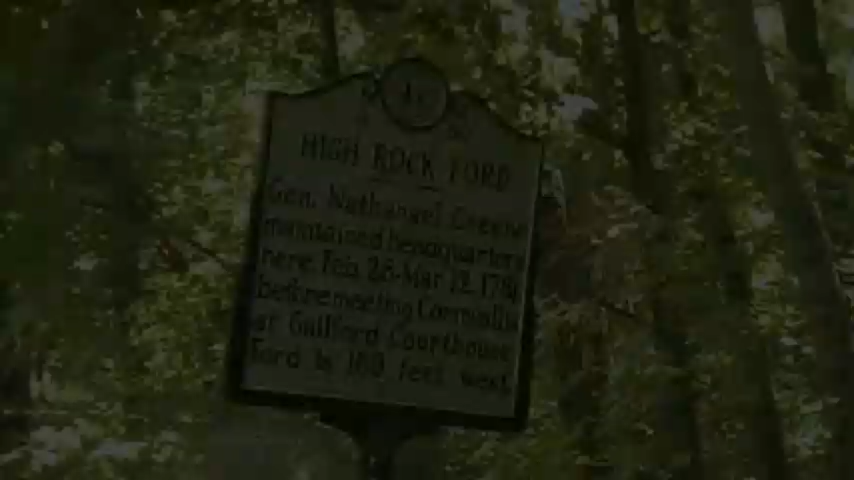 HIGH ROCK FORD
Gen. Nathanael Greene
maintained headquarters
here, Feb. 28-Mar. 12, 1781,
before meeting Cornwallis
at Guilford Courthouse.
Ford is 100 feet west.